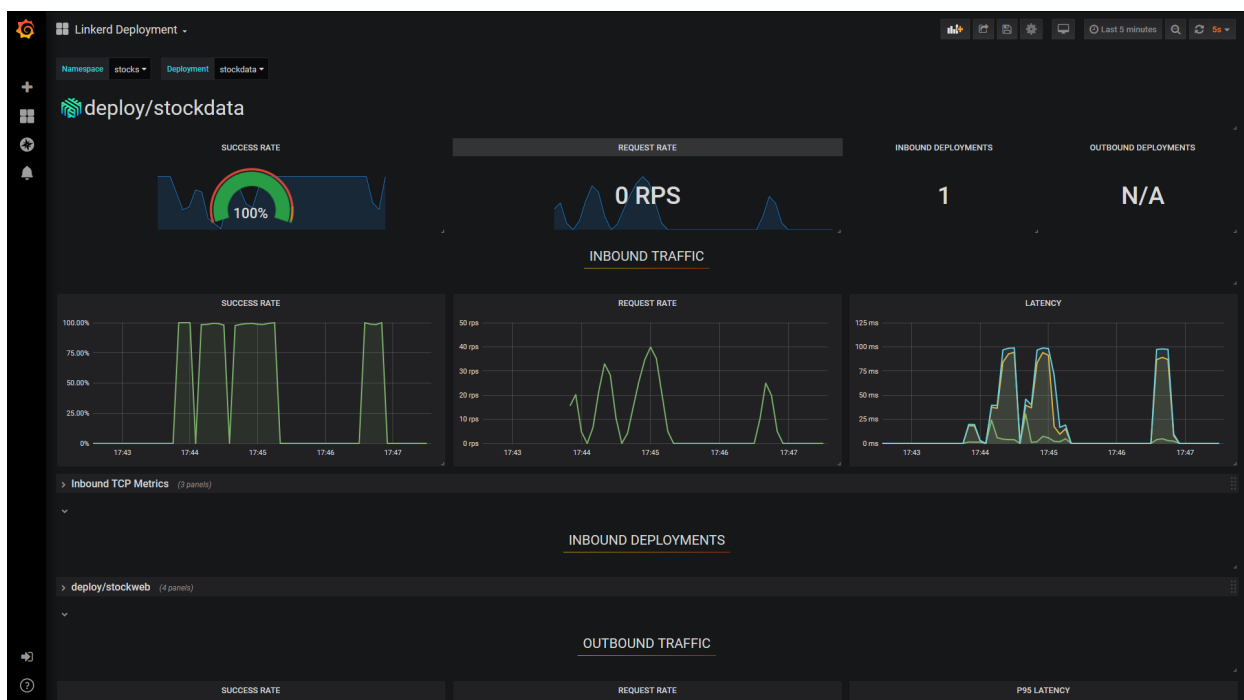 Linkerd Deployment
Last 5 minutes 5s
Namespace stocks Deployment stockdata
deploy/stockdata
SUCCESS RATE REQUEST RATE INBOUND DEPLOYMENTS OUTBOUND DEPLOYMENTS
100% 0 RPS 1 N/A
INBOUND TRAFFIC
SUCCESS RATE
100.00%
75.00%
50.00%
25.00%
0%
17:43 17:44 17:45 17:46 17:47
REQUEST RATE
50 rps
40 rps
30 rps
20 rps
10 rps
0 rps
17:43 17:44 17:45 17:46 17:47
LATENCY
125 ms
100 ms
75 ms
50 ms
25 ms
0 ms
17:43 17:44 17:45 17:46 17:47
> Inbound TCP Metrics (3 panels)
INBOUND DEPLOYMENTS
> deploy/stockweb (4 panels)
OUTBOUND TRAFFIC
SUCCESS RATE REQUEST RATE P95 LATENCY